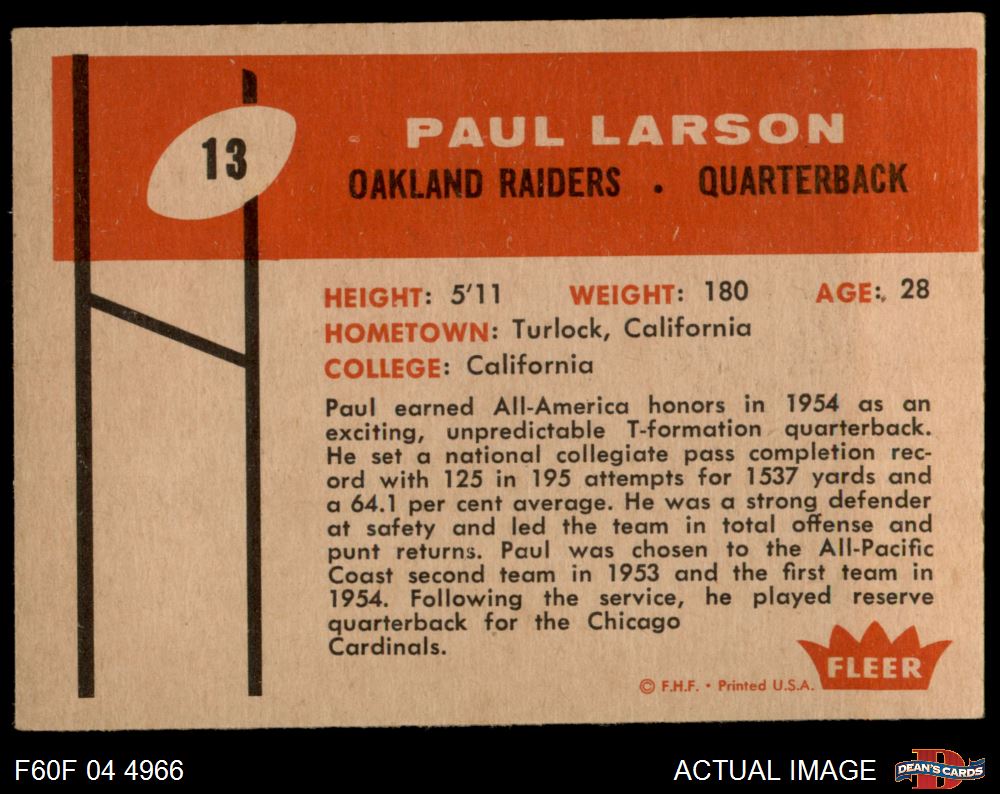 13
PAUL LARSON
OAKLAND RAIDERS • QUARTERBACK
HEIGHT: 5'11 WEIGHT: 180 AGE: 28
HOMETOWN: Turlock, California
COLLEGE: California
Paul earned All-America honors in 1954 as an
exciting, unpredictable T-formation quarterback.
He set a national collegiate pass completion rec-
ord with 125 in 195 attempts for 1537 yards and
a 64.1 per cent average. He was a strong defender
at safety and led the team in total offense and
punt returns. Paul was chosen to the All-Pacific
Coast second team in 1953 and the first team in
1954. Following the service, he played reserve
quarterback for the Chicago
Cardinals.
FLEER
© F.H.F. • Printed U.S.A.
F60F 04 4966
ACTUAL IMAGE
D
DEAN'S CARDS